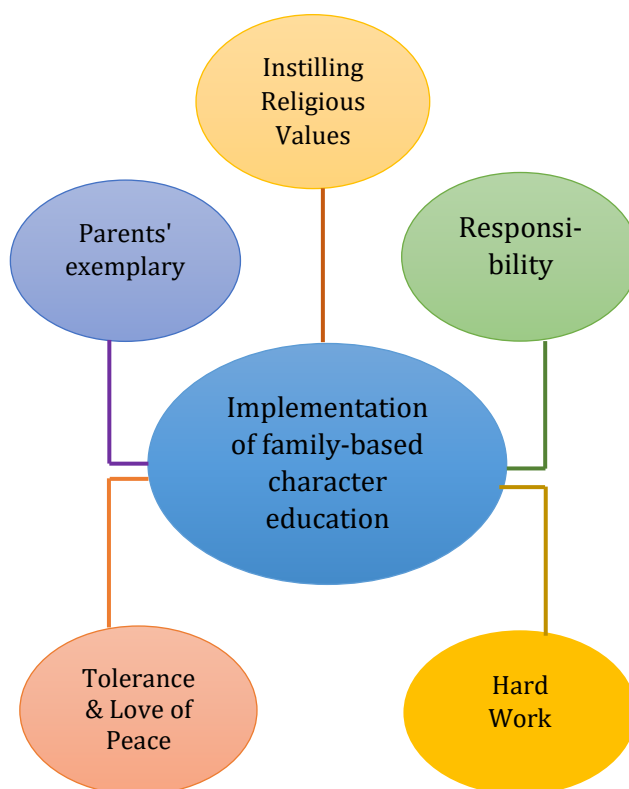 Instilling
Religious
Values
Parents'
exemplary
Responsi-
bility
Implementation
of family-based
character
education
Tolerance
& Love of
Peace
Hard
Work